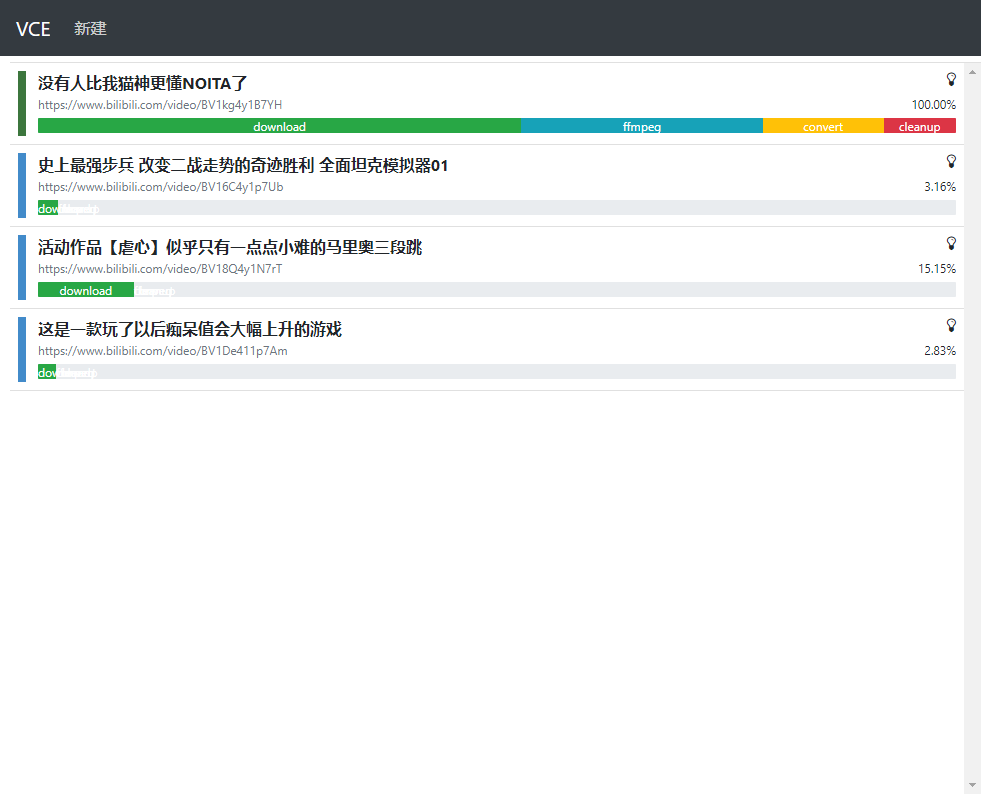 VCE 新建
没有人比我猫神更懂NOITA了
https://www.bilibili.com/video/BV1kg4y1B7YH 100.00%
download ffmpeg convert cleanup
史上最强步兵 改变二战走势的奇迹胜利 全面坦克模拟器01
https://www.bilibili.com/video/BV16C4y1p7Ub 3.16%
活动作品【虐心】似乎只有一点点小难的马里奥三段跳
https://www.bilibili.com/video/BV18Q4y1N7rT 15.15%
download
这是一款玩了以后痴呆值会大幅上升的游戏
https://www.bilibili.com/video/BV1De411p7Am 2.83%